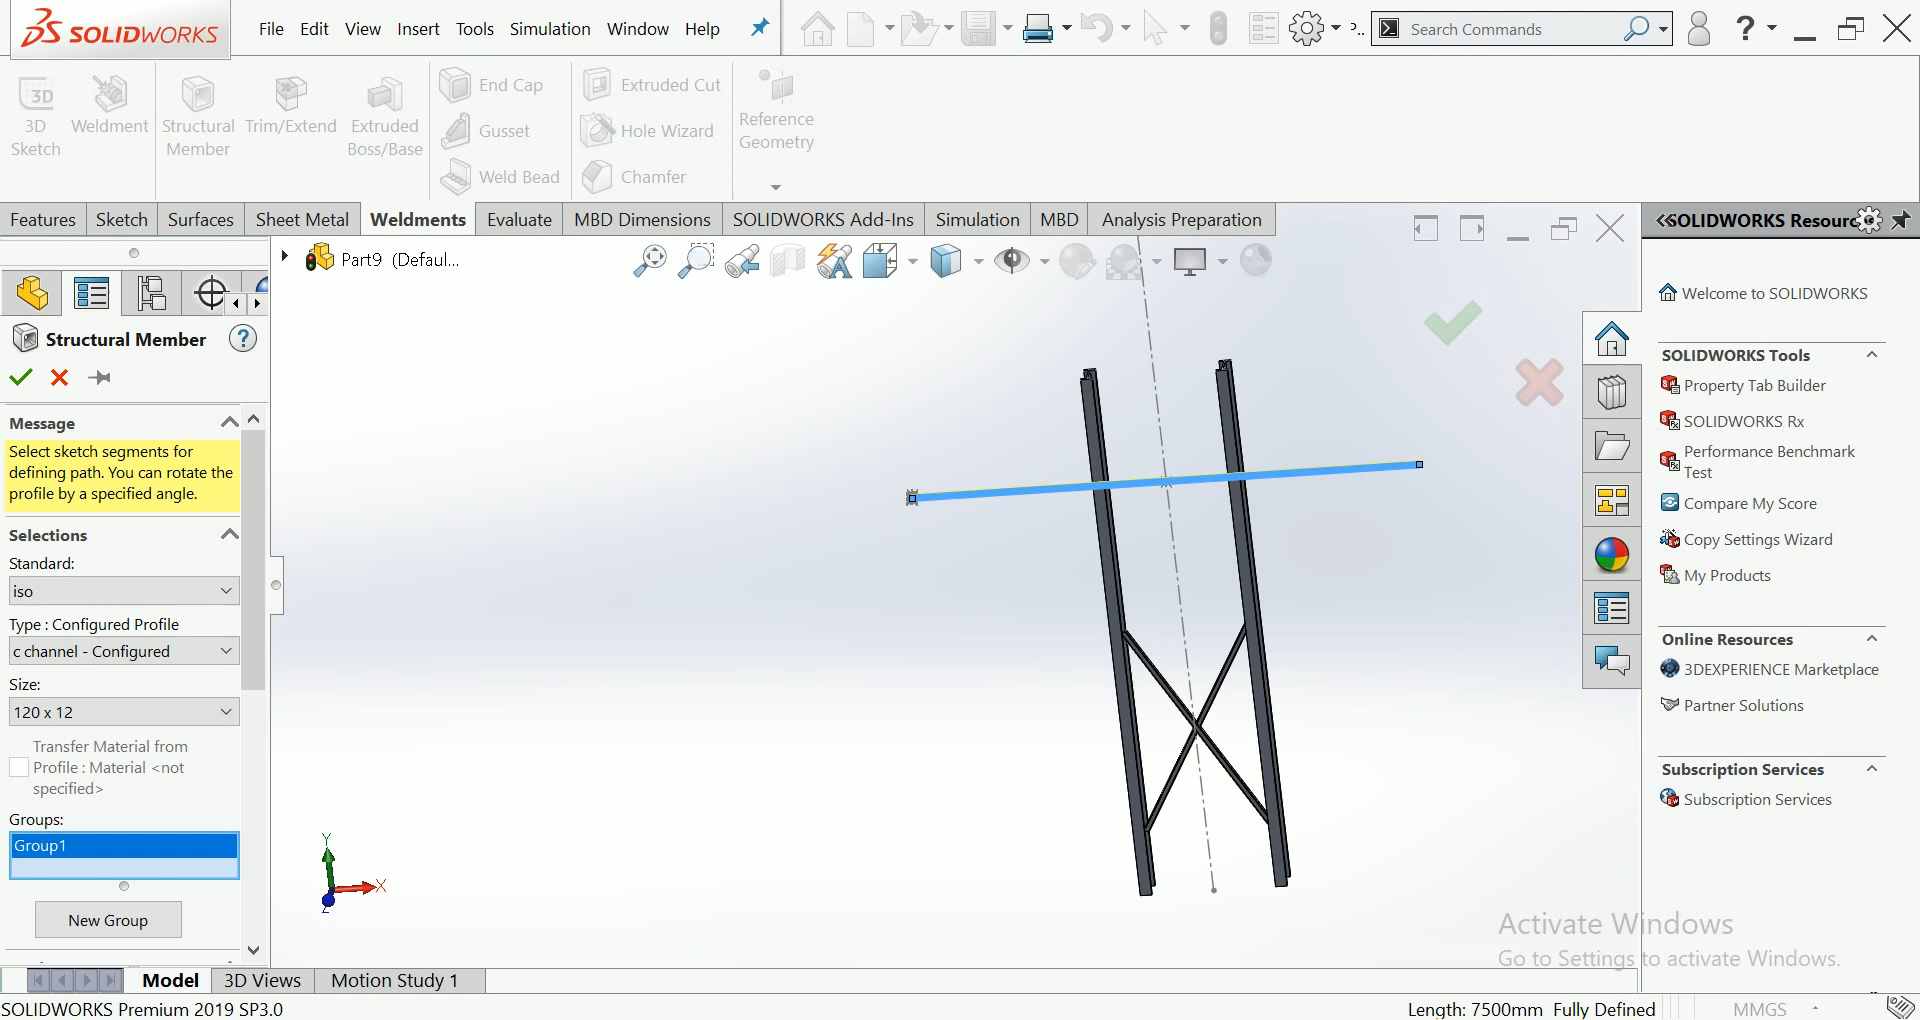 SOLIDWORKS
File Edit View Insert Tools Simulation Window Help
P..
Search Commands
3D Sketch
Weldment
Structural Member
Trim/Extend
Extruded Boss/Base
End Cap
Gusset
Weld Bead
Extruded Cut
Hole Wizard
Chamfer
Reference Geometry
Features Sketch Surfaces Sheet Metal Weldments Evaluate MBD Dimensions SOLIDWORKS Add-Ins Simulation MBD Analysis Preparation
Part9 (Defaul...
Structural Member
Message
Select sketch segments for
defining path. You can rotate the
profile by a specified angle.
Selections
Standard:
iso
Type : Configured Profile
c channel - Configured
Size:
120 x 12
Transfer Material from
Profile : Material <not
specified>
Groups:
Group1
New Group
Y
X
Z
SOLIDWORKS Resourc
Welcome to SOLIDWORKS
SOLIDWORKS Tools
Property Tab Builder
SOLIDWORKS Rx
Performance Benchmark
Test
Compare My Score
Copy Settings Wizard
My Products
Online Resources
3DEXPERIENCE Marketplace
Partner Solutions
Subscription Services
Subscription Services
Activate Windows
Go to Settings to activate Windows.
Model 3D Views Motion Study 1
SOLIDWORKS Premium 2019 SP3.0
Length: 7500mm Fully Defined
MMGS